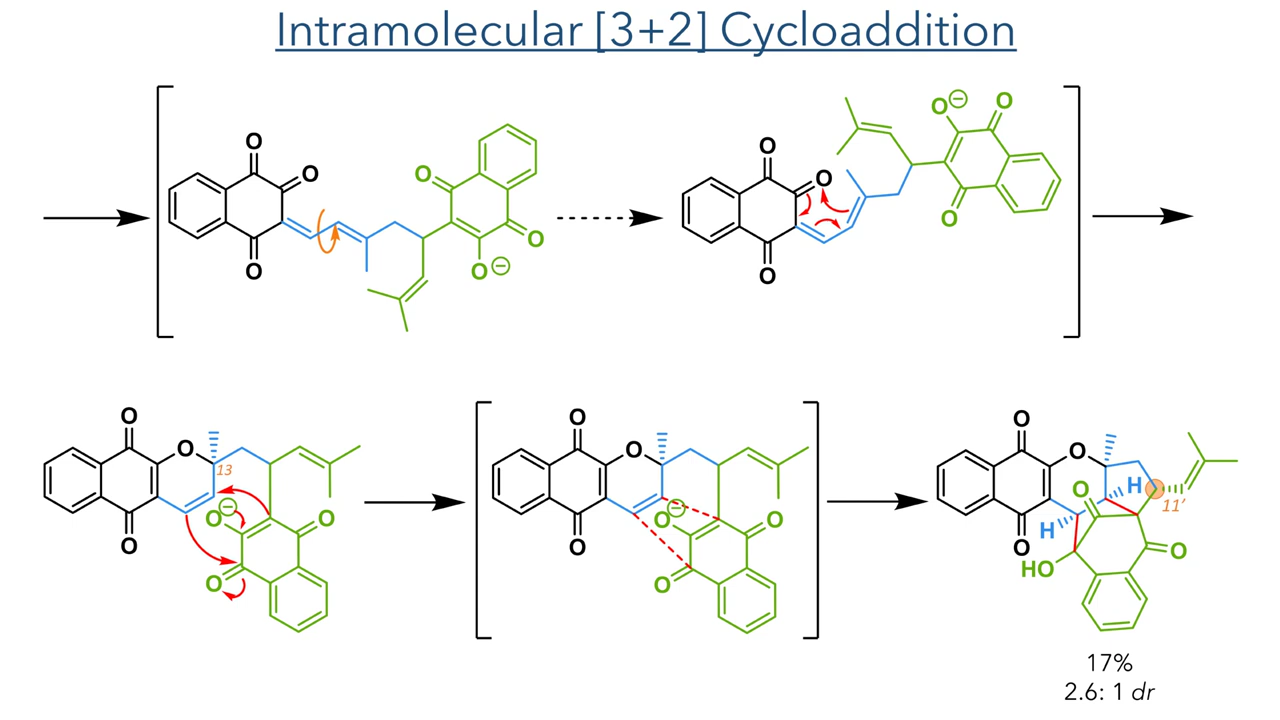 Intramolecular [3+2] Cycloaddition
O O O O O O ⊖
O O O O ⊖ O O
O O O 13 O ⊖ O O
O O O O ⊖ O O
O O O O H 11′ H O HO
17%
2.6: 1 dr